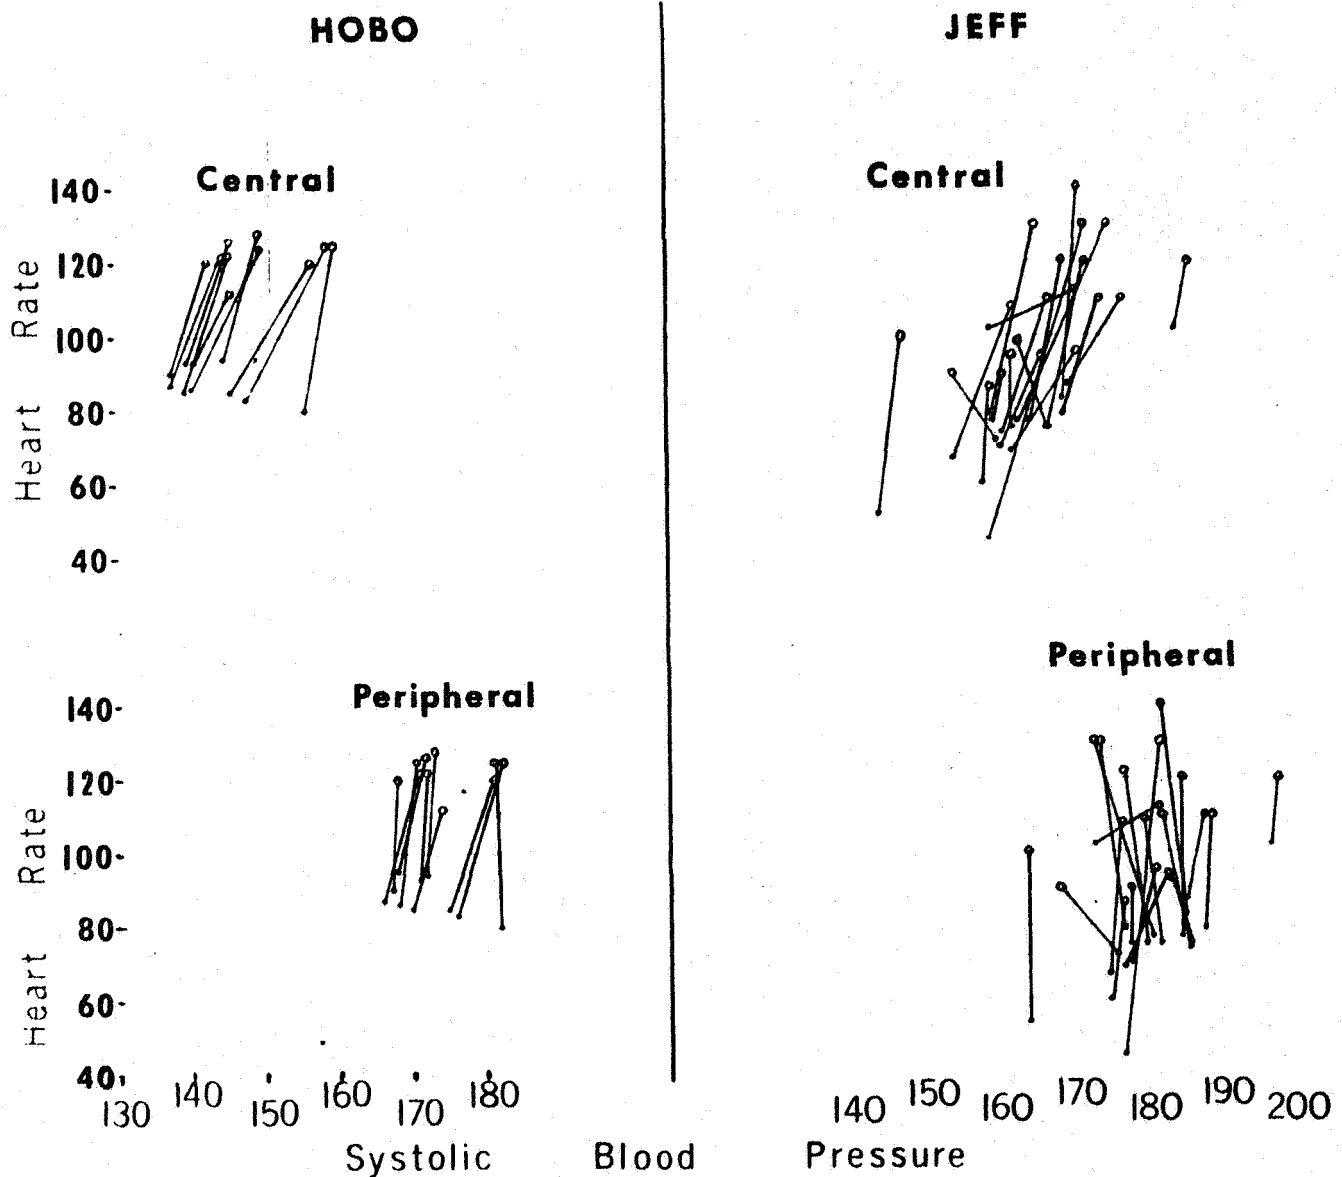 HOBO
JEFF
Central
Central
140-
120-
100-
80-
60-
40-
Heart Rate
Peripheral
Peripheral
140-
120-
100-
80-
60-
40
Heart Rate
130 140 150 160 170 180
140 150 160 170 180 190 200
Systolic Blood Pressure